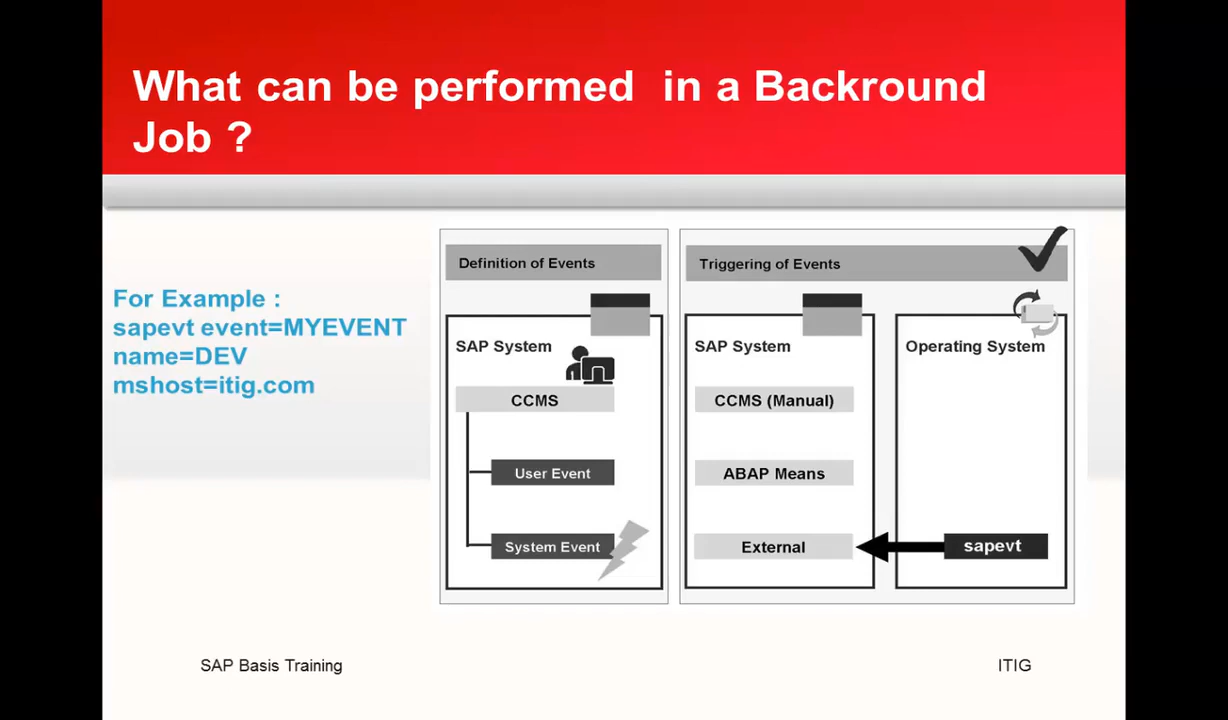 What can be performed  in a Backround
Job ?
For Example :
sapevt event=MYEVENT
name=DEV
mshost=itig.com
Definition of Events
SAP System
CCMS
User Event
System Event
Triggering of Events
SAP System
CCMS (Manual)
ABAP Means
External
Operating System
sapevt
SAP Basis Training
ITIG